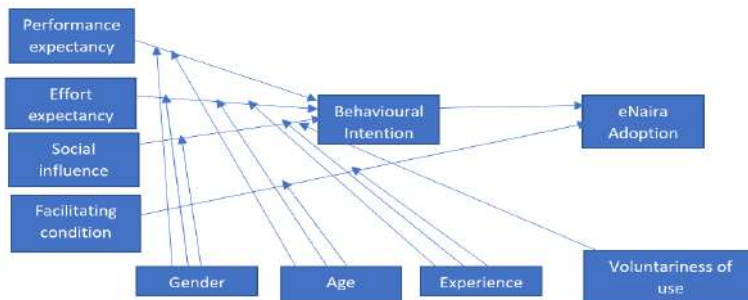 Performance
expectancy
Effort
expectancy
Behavioural
Intention
eNaira
Adoption
Social
influence
Facilitating
condition
Gender
Age
Experience
Voluntariness of
use